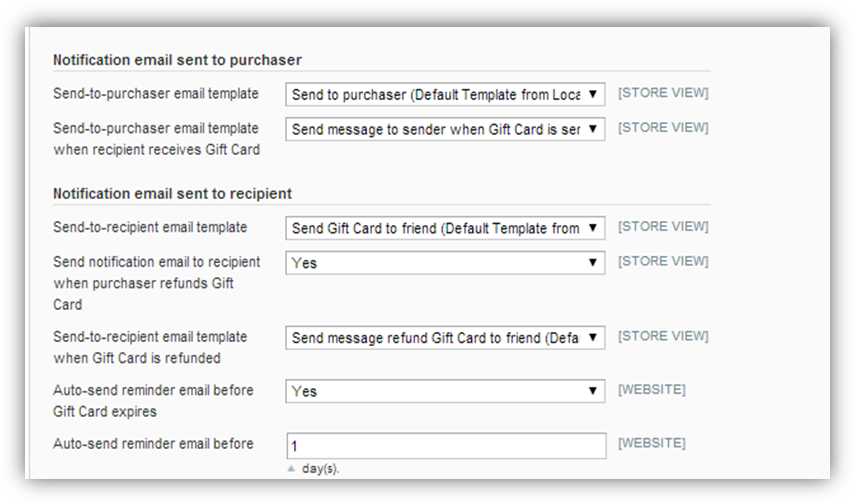 Notification email sent to purchaser
Send-to-purchaser email template Send to purchaser (Default Template from Loca [STORE VIEW]
Send-to-purchaser email template Send message to sender when Gift Card is ser [STORE VIEW]
when recipient receives Gift Card
Notification email sent to recipient
Send-to-recipient email template Send Gift Card to friend (Default Template from [STORE VIEW]
Send notification email to recipient Yes [STORE VIEW]
when purchaser refunds Gift
Card
Send-to-recipient email template Send message refund Gift Card to friend (Defa [STORE VIEW]
when Gift Card is refunded
Auto-send reminder email before Yes [WEBSITE]
Gift Card expires
Auto-send reminder email before 1 [WEBSITE]
day(s).